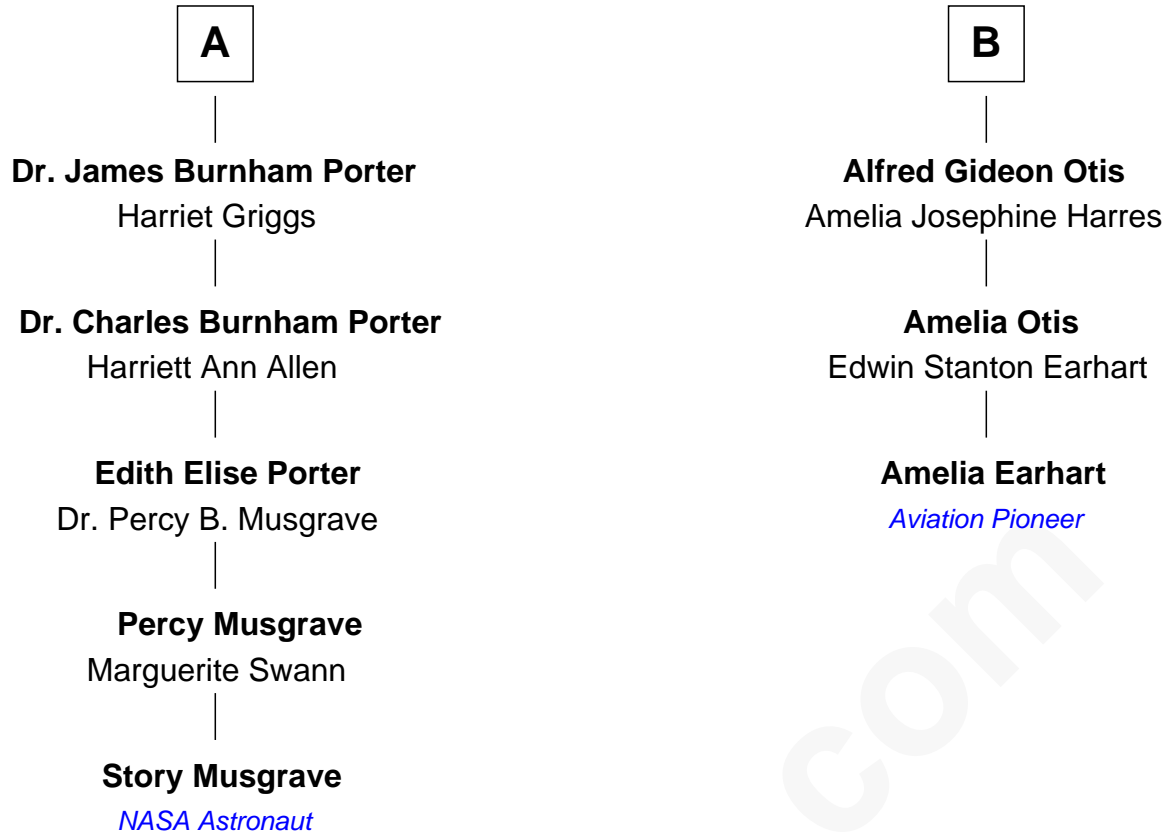 A
Dr. James Burnham Porter
Harriet Griggs
Dr. Charles Burnham Porter
Harriett Ann Allen
Edith Elise Porter
Dr. Percy B. Musgrave
Percy Musgrave
Marguerite Swann
Story Musgrave
NASA Astronaut
B
Alfred Gideon Otis
Amelia Josephine Harres
Amelia Otis
Edwin Stanton Earhart
Amelia Earhart
Aviation Pioneer
com